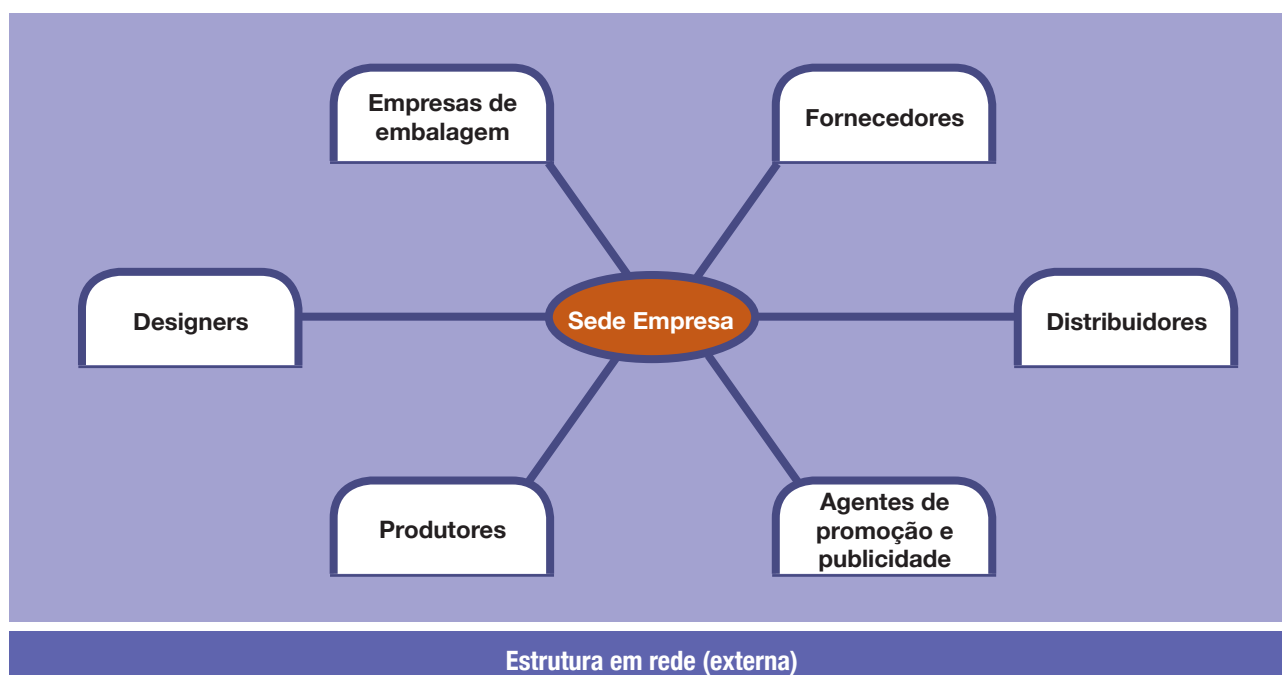 Empresas de
embalagem
Fornecedores
Designers
Sede Empresa
Distribuidores
Produtores
Agentes de
promoção e
publicidade
Estrutura em rede (externa)